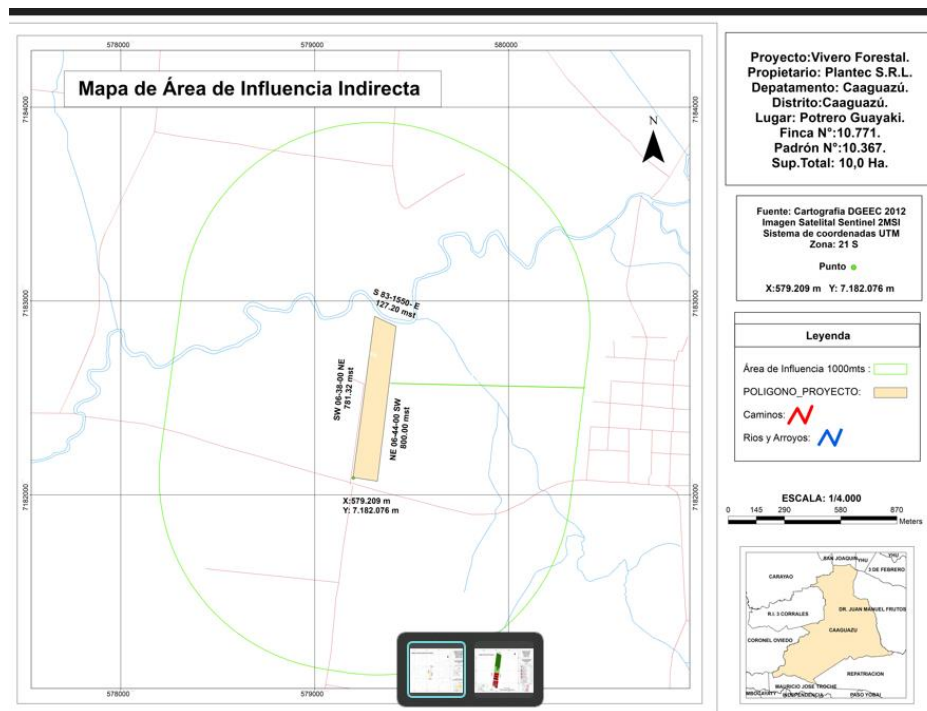 578000
579000
580000
Mapa de Área de Influencia Indirecta
7184000
7184000
N
7183000
7183000
S 83-1550- E
127.20 mst
SW 06-38-00 NE
781.32 mst
NE 06-44-00 SW
800.00 mst
7182000
7182000
X:579.209 m
Y: 7.182.076 m
578000
579000
580000
Proyecto:Vivero Forestal.
Propietario: Plantec S.R.L.
Depatamento: Caaguazú.
Distrito:Caaguazú.
Lugar: Potrero Guayaki.
Finca N°:10.771.
Padrón N°:10.367.
Sup.Total: 10,0 Ha.
Fuente: Cartografia DGEEC 2012
Imagen Satelital Sentinel 2MSI
Sistema de coordenadas UTM
Zona: 21 S
Punto
X:579.209 m Y: 7.182.076 m
Leyenda
Área de Influencia 1000mts :
POLIGONO_PROYECTO:
Caminos:
Rios y Arroyos:
ESCALA: 1/4.000
0 145 290 580 870
Meters
SAN JOAQUIN
YHU
YHU
3 DE FEBRERO
CARAYAO
R.I. 3 CORRALES
DR. JUAN MANUEL FRUTOS
CAAGUAZU
CORONEL OVIEDO
REPATRIACION
MAURICIO JOSE TROCHE
MBOCAYATY
INDEPENDENCIA
PASO YOBAI